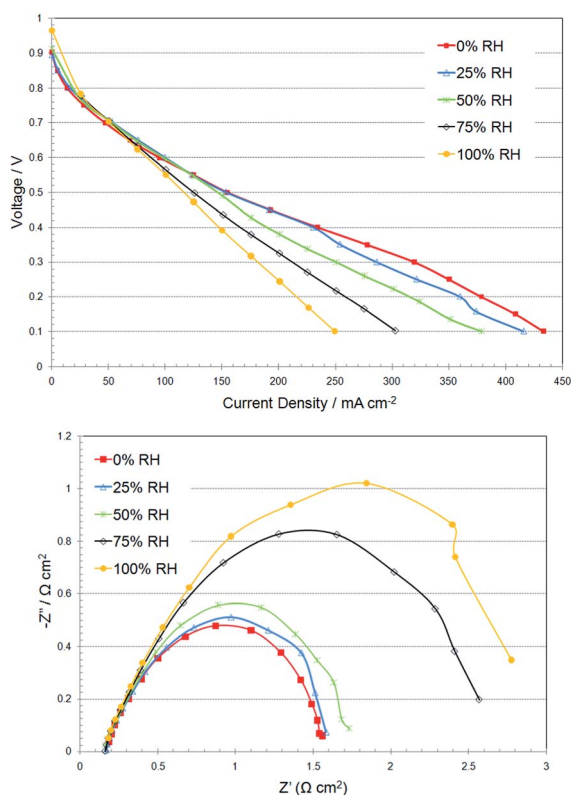 1
0.9
0.8
0.7
0.6
0.5
0.4
0.3
0.2
0.1
0
Voltage / V
0% RH
25% RH
50% RH
75% RH
100% RH
0 50 100 150 200 250 300 350 400 450
Current Density / mA cm-2
1.2
1
0.8
0.6
0.4
0.2
0
-Z" / Ω cm2
0% RH
25% RH
50% RH
75% RH
100% RH
0 0.5 1 1.5 2 2.5 3
Z' (Ω cm2)